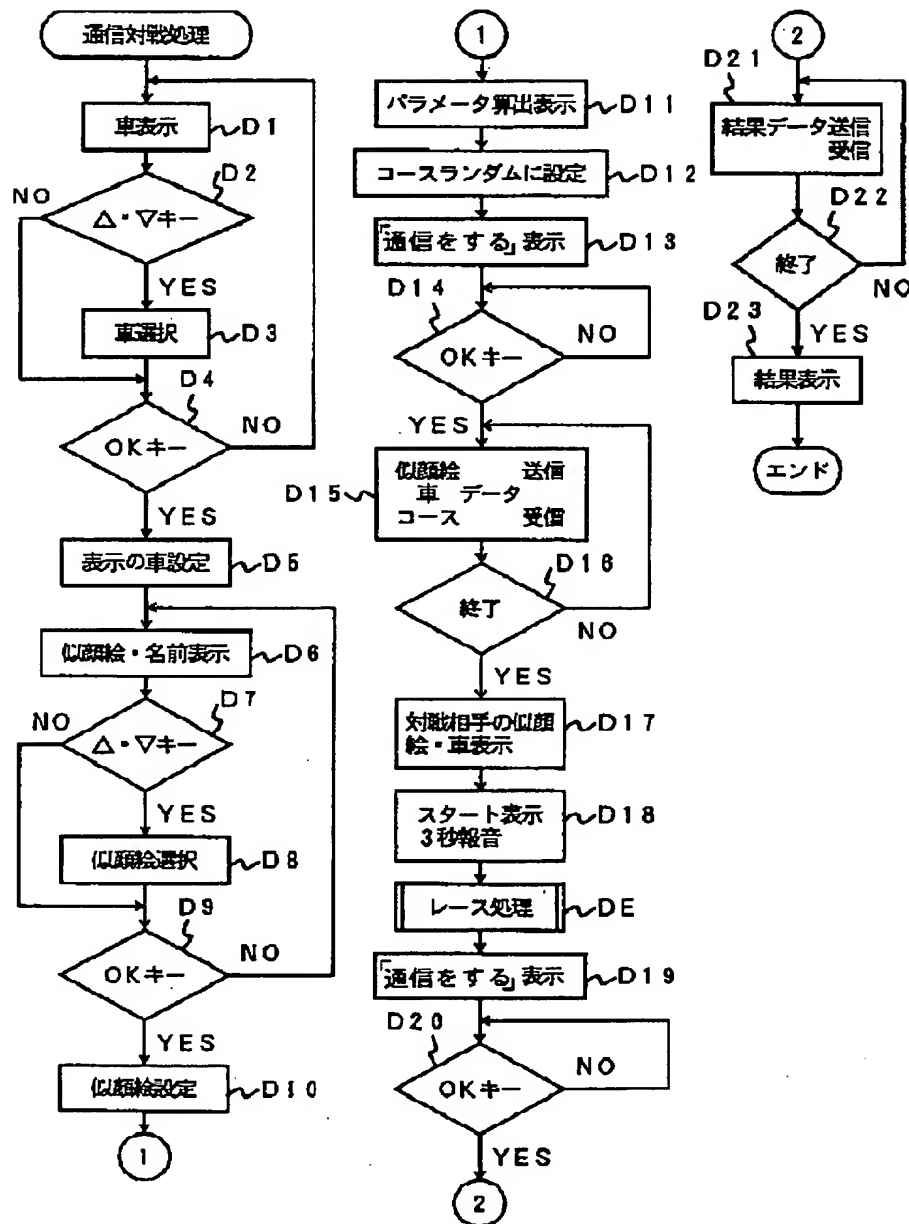 通信対戦処理
車表示
D1
D2
NO
△・▽キー
YES
車選択
D3
D4
OKキー
NO
YES
表示の車設定
D5
似顔絵・名前表示
D6
D7
NO
△・▽キー
YES
似顔絵選択
D8
D9
OKキー
NO
YES
似顔絵設定
D10
1
1
パラメータ算出表示
D11
コースランダムに設定
D12
「通信をする」表示
D13
D14
OKキー
NO
YES
似顔絵 送信
車 データ
コース 受信
D15
D16
終了
NO
YES
対戦相手の似顔
絵・車表示
D17
スタート表示
3秒報音
D18
レース処理
DE
「通信をする」表示
D19
D20
OKキー
NO
YES
2
2
D21
結果データ送信
受信
D22
終了
NO
YES
D23
結果表示
エンド